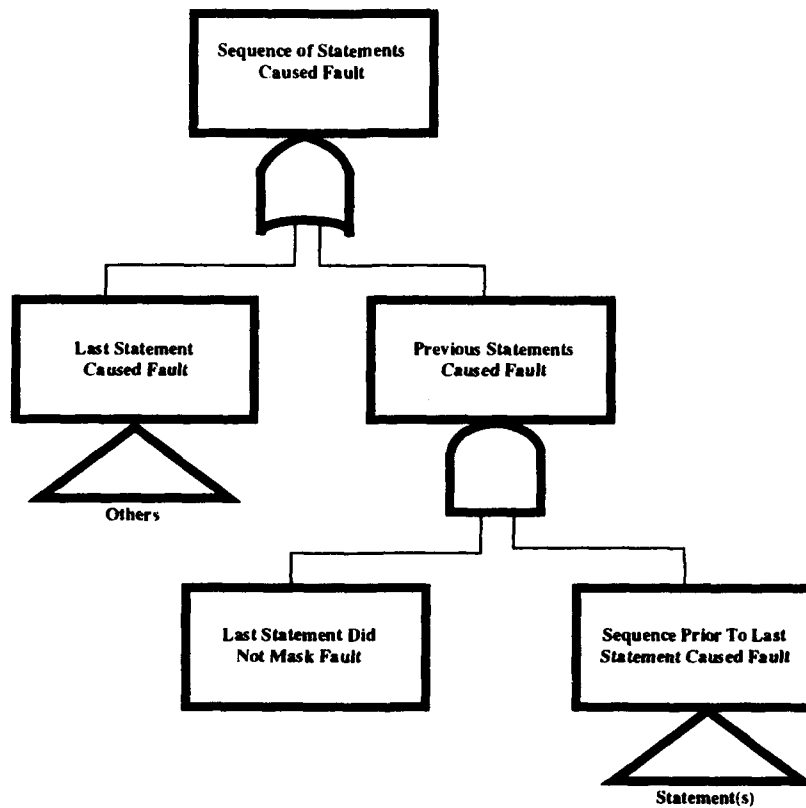 Sequence of Statements
Caused Fault
Last Statement
Caused Fault
Previous Statements
Caused Fault
Others
Last Statement Did
Not Mask Fault
Sequence Prior To Last
Statement Caused Fault
Statement(s)